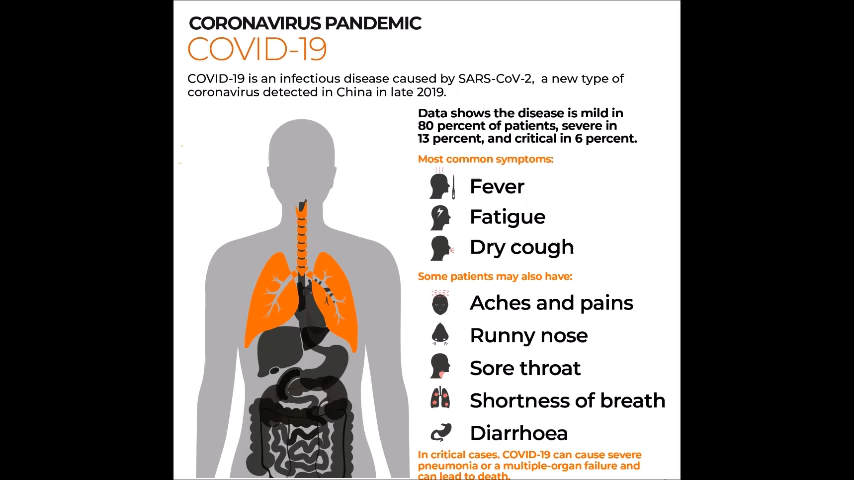 CORONAVIRUS PANDEMIC
COVID-19
COVID-19 is an infectious disease caused by SARS-CoV-2, a new type of
coronavirus detected in China in late 2019.
Data shows the disease is mild in
80 percent of patients, severe in
13 percent, and critical in 6 percent.
Most common symptoms:
Fever
Fatigue
Dry cough
Some patients may also have:
Aches and pains
Runny nose
Sore throat
Shortness of breath
Diarrhoea
In critical cases. COVID-19 can cause severe
pneumonia or a multiple-organ failure and
can lead to death.